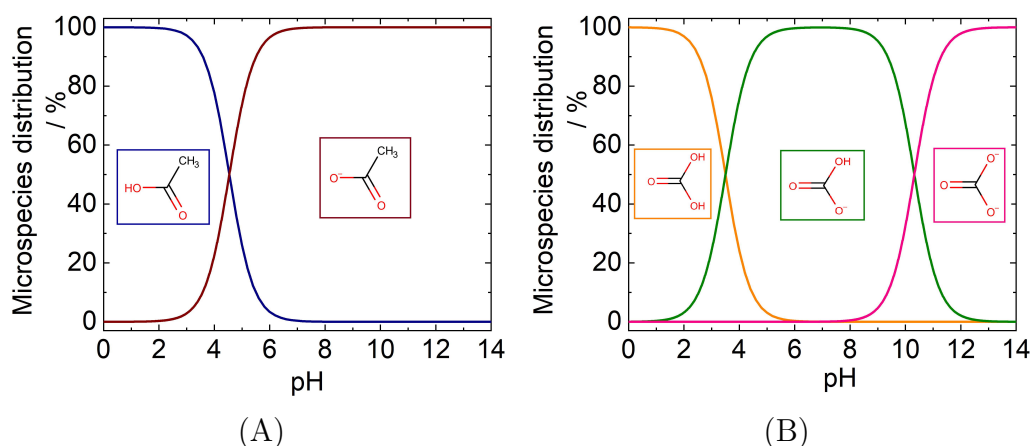 100
80
60
40
20
0
Microspecies distribution
/ %
CH₃
HO
O
CH₃
O⁻
O
0 2 4 6 8 10 12 14
pH
(A)
100
80
60
40
20
0
Microspecies distribution
/ %
OH
O
OH
OH
O
O⁻
O⁻
O
O⁻
0 2 4 6 8 10 12 14
pH
(B)